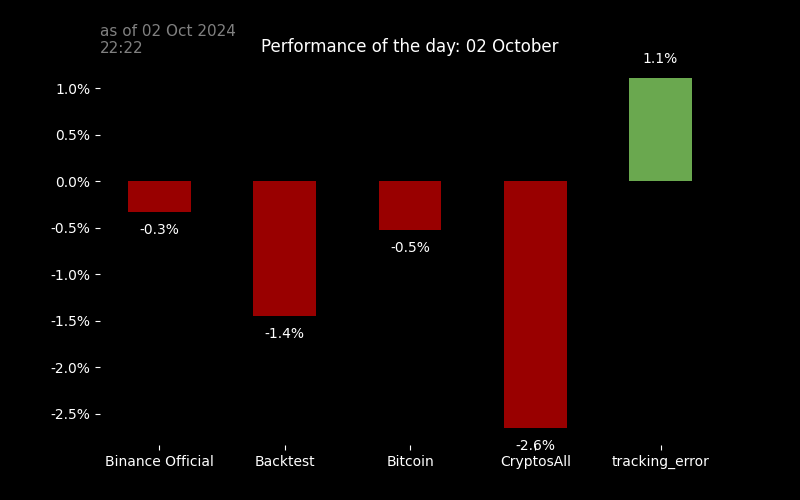 as of 02 Oct 2024
22:22
Performance of the day: 02 October
1.1%
1.0%
0.5%
0.0%
-0.5%
-1.0%
-1.5%
-2.0%
-2.5%
-0.3%
-1.4%
-0.5%
-2.6%
Binance Official
Backtest
Bitcoin
CryptosAll
tracking_error